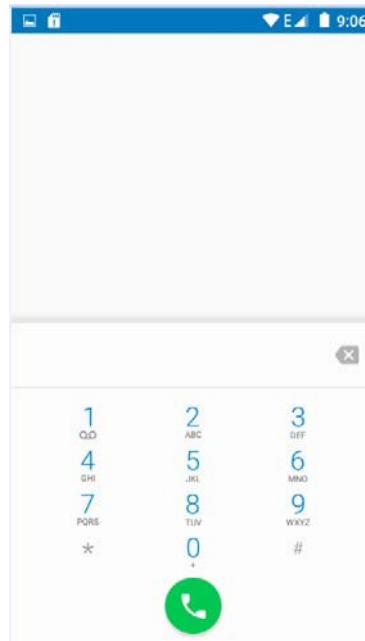 E 9:06
1 2 3
ABC DEF
4 5 6
GHI JKL MNO
7 8 9
PQRS TUV WXYZ
* 0 #
+